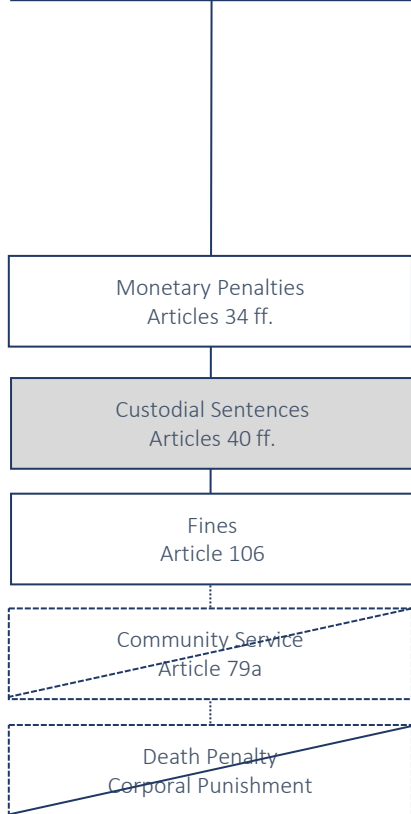 Monetary Penalties
Articles 34 ff.
Custodial Sentences
Articles 40 ff.
Fines
Article 106
Community Service
Article 79a
Death Penalty
Corporal Punishment